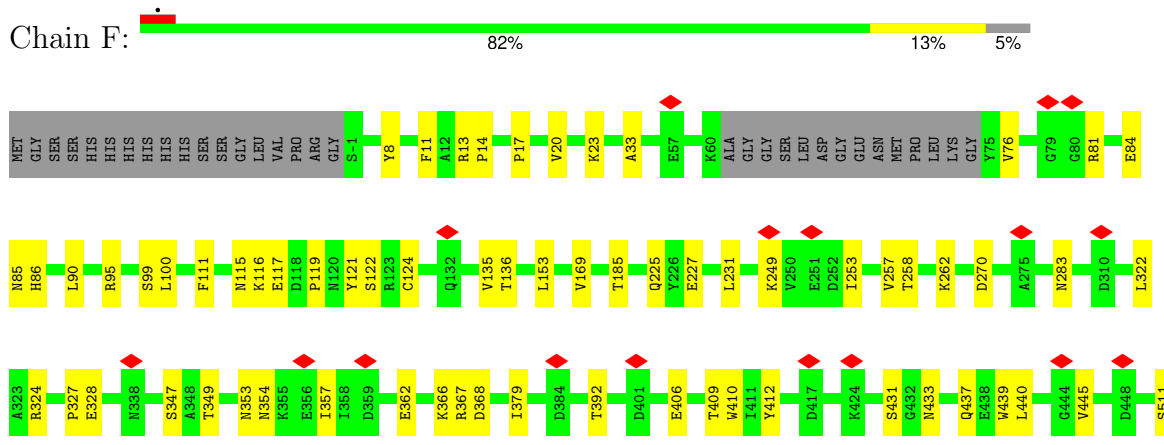 Chain F:
82% 13% 5%
MET GLY SER SER HIS HIS HIS HIS HIS HIS SER SER GLY LEU VAL PRO ARG GLY S-1 Y8 F11 A12 R13 P14 P17 V20 K23 A33 E57 K60 ALA GLY GLY SER LEU ASP GLY GLU ASN MET PRO LEU LYS GLY Y75 V76 G79 G80 R81 E84
N85 H86 L90 R95 S99 L100 F111 N115 K116 E117 D118 P119 N120 Y121 S122 R123 C124 Q132 V135 T136 L153 V169 T185 Q225 Y226 E227 L231 K249 V250 E251 D252 I253 V257 T258 K262 D270 A275 N283 D310 L322
A323 R324 P327 E328 N338 S347 A348 T349 N353 N354 K355 E356 I357 I358 D359 E362 K366 R367 D368 I379 D384 T392 D401 E406 T409 W410 I411 Y412 D417 K424 S431 G432 N433 Q437 E438 W439 L440 G444 V445 D448 S511